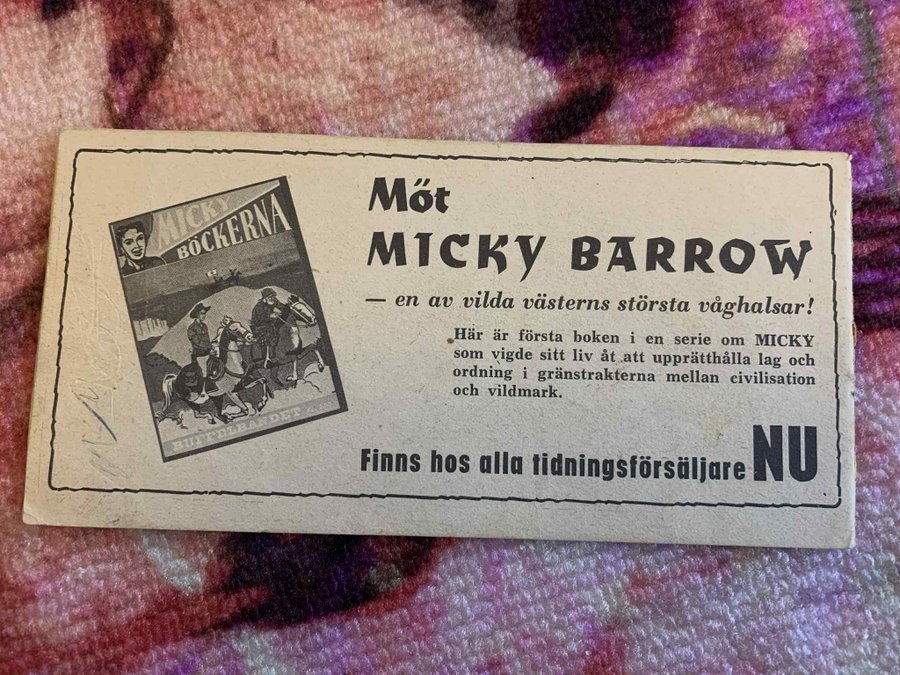 MICKY
BÖCKERNA
BUFFELBANDET
Möt
MICKY BARROW
— en av vilda västerns största våghalsar!
Här är första boken i en serie om MICKY
som vigde sitt liv åt att upprätthålla lag och
ordning i gränstrakterna mellan civilisation
och vildmark.
Finns hos alla tidningsförsäljare NU